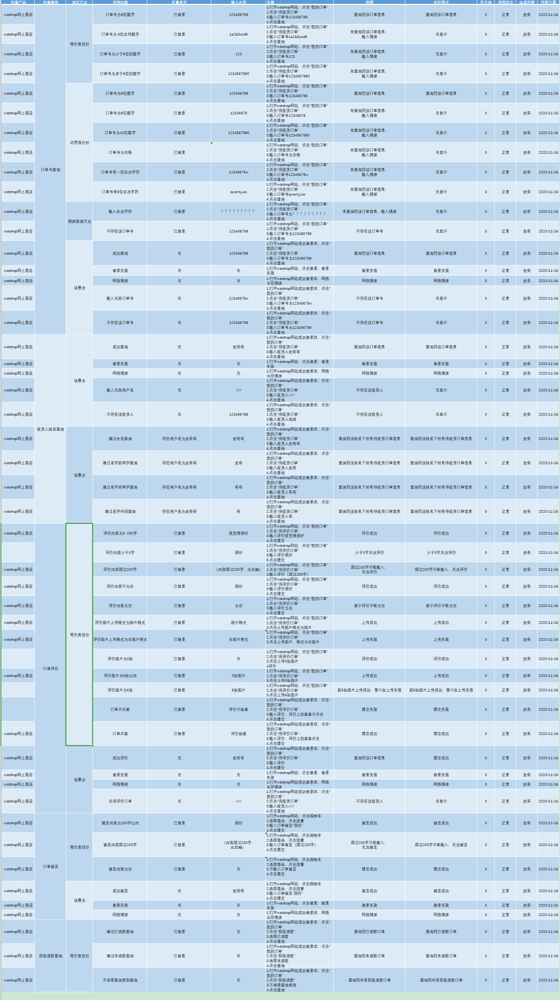 所属产品 所属模块 测试方法 用例标题 前置条件 输入内容 步骤 预期 实际情况 优先级 用例状态 由谁创建 创建日期
订单号查询
等价类划分
wstshop网上商店 订单号为9位数字 已登录 123456789
1.打开wstshop网站，点击“我的订单”
2.点击“待收货订单”
3.输入订单号123456789
4.点击查询
查询到该订单信息 查询到该订单信息 3 正常 武奇 2020/11/16
wstshop网上商店 订单号为 9位非纯数字 已登录 1a2b3c4d5
1.打开wstshop网站，点击“我的订单”
2.点击“待收货订单”
3.输入订单号1a2b3c4d5
4.点击查询
未查询到该订单信息，
输入错误
无显示 3 正常 武奇 2020/11/16
wstshop网上商店 订单号为少于9位的数字 已登录 123
1.打开wstshop网站，点击“我的订单”
2.点击“待收货订单”
3.输入订单号123
4.点击查询
未查询到该订单信息，
输入错误
无显示 3 正常 武奇 2020/11/16
wstshop网上商店 订单号为多于9位的数字 已登录 1234567890
1.打开wstshop网站，点击“我的订单”
2.点击“待收货订单”
3.输入订单号1234567890
4.点击查询
未查询到该订单信息，
输入错误
无显示 3 正常 武奇 2020/11/16
边界值分析
wstshop网上商店 订单号为9位数字 已登录 123456789
1.打开wstshop网站，点击“我的订单”
2.点击“待收货订单”
3.输入订单号123456789
4.点击查询
查询到该订单信息 查询到该订单信息 3 正常 武奇 2020/11/16
wstshop网上商店 订单号为8位数字 已登录 12345678
1.打开wstshop网站，点击“我的订单”
2.点击“待收货订单”
3.输入订单号12345678
4.点击查询
未查询到该订单信息，
输入错误
无显示 3 正常 武奇 2020/11/16
wstshop网上商店 订单号为10位数字 已登录 1234567890
1.打开wstshop网站，点击“我的订单”
2.点击“待收货订单”
3.输入订单号1234567890
4.点击查询
未查询到该订单信息，
输入错误
无显示 3 正常 武奇 2020/11/16
wstshop网上商店 订单号为空格 已登录
1.打开wstshop网站，点击“我的订单”
2.点击“待收货订单”
3.输入订单号为空格
4.点击查询
未查询到该订单信息，
输入错误
无显示 3 正常 武奇 2020/11/16
wstshop网上商店 订单号有一位非法字符 已登录 12345678w
1.打开wstshop网站，点击“我的订单”
2.点击“待收货订单”
3.输入订单号12345678w
4.点击查询
未查询到该订单信息，
输入错误
无显示 3 正常 武奇 2020/11/16
wstshop网上商店 订单号有9位非法字符 已登录 qwertyuio
1.打开wstshop网站，点击“我的订单”
2.点击“待收货订单”
3.输入订单号qwertyuio
4.点击查询
未查询到该订单信息，
输入错误
无显示 3 正常 武奇 2020/11/16
错误推测方法
wstshop网上商店 输入非法字符 已登录 ？？？？？？？？？
1.打开wstshop网站，点击“我的订单”
2.点击“待收货订单”
3.输入订单号为？？？？？？？？？
4.点击查询
未查询到该订单信息，输入错误 无显示 3 正常 武奇 2020/11/16
wstshop网上商店 不存在该订单号 已登录 123456789
1.打开wstshop网站，点击“我的订单”
2.点击“待收货订单”
3.输入订单号为123456789
4.点击查询
不存在该订单号 无显示 3 正常 武奇 2020/11/16
场景法
wstshop网上商店 成功查询 无 123456789
1.打开wstshop网站成功登录后，点击“
我的订单”
2.点击“待收货订单”
3.输入订单号为123456789
4.点击查询
查询到该订单信息 查询到该订单信息 3 正常 武奇 2020/11/16
wstshop网上商店 登录失败 无 无
1.打开wstshop网站，点击登录，登录
失败
登录失败 登录失败 3 正常 武奇 2020/11/16
wstshop网上商店 网络错误 无 无
1.打开wstshop网站成功登录后，网络
出现错误
网络错误 网络错误 3 正常 武奇 2020/11/16
wstshop网上商店 输入无效订单号 无 12345678w
1.打开wstshop网站成功登录后，点击“
我的订单”
2.点击“待收货订单”
3.输入订单号为12345678w
4.点击查询
不存在该订单号 无显示 3 正常 武奇 2020/11/16
wstshop网上商店 不存在该订单号 无 123456789
1.打开wstshop网站成功登录后，点击“
我的订单”
2.点击“待收货订单”
3.输入订单号为123456789
4.点击查询
不存在该订单号 无显示 3 正常 武奇 2020/11/16
收货人姓名查询
场景法
wstshop网上商店 成功查询 无 武奇奇
1.打开wstshop网站成功登录后，点击“
我的订单”
2.点击“待收货订单”
3.输入收货人武奇奇
4.点击查询
查询到该订单信息 查询到该订单信息 3 正常 武奇 2020/11/16
wstshop网上商店 登录失败 无 无
1.打开wstshop网站，点击登录，登录
失败
登录失败 登录失败 3 正常 武奇 2020/11/16
wstshop网上商店 网络错误 无 无
1.打开wstshop网站成功登录后，网络
出现错误
网络错误 网络错误 3 正常 武奇 2020/11/16
wstshop网上商店 输入无效用户名 无 ////
1.打开wstshop网站成功登录后，点击“
我的订单”
2.点击“待收货订单”
3.输入收货人////
4.点击查询
不存在该收货人 无显示 3 正常 武奇 2020/11/16
wstshop网上商店 不存在该收货人 无 123456789
1.打开wstshop网站成功登录后，点击“
我的订单”
2.点击“待收货订单”
3.输入收货人姐姐
4.点击查询
不存在该收货人 无显示 3 正常 武奇 2020/11/16
场景法
wstshop网上商店 通过全名查询 存在用户名为武奇奇 武奇奇
1.打开wstshop网站成功登录后，点击“
我的订单”
2.点击“待收货订单”
3.输入收货人武奇奇
4.点击查询
查询到该姓名下所有待收货订单信息 查询到该姓名下所有待收货订单信息 3 正常 武奇 2020/11/16
wstshop网上商店 通过名字前两字查询 存在用户名为武奇奇 武奇
1.打开wstshop网站成功登录后，点击“
我的订单”
2.点击“待收货订单”
3.输入收货人武奇
4.点击查询
查询到该姓名下所有待收货订单信息 查询到该姓名下所有待收货订单信息 3 正常 武奇 2020/11/16
wstshop网上商店 通过名字后两字查询 存在用户名为武奇奇 奇奇
1.打开wstshop网站成功登录后，点击“
我的订单”
2.点击“待收货订单”
3.输入收货人奇奇
4.点击查询
查询到该姓名下所有待收货订单信息 查询到该姓名下所有待收货订单信息 3 正常 武奇 2020/11/16
wstshop网上商店 通过名字中间查询 存在用户名为武奇奇 奇
1.打开wstshop网站成功登录后，点击“
我的订单”
2.点击“待收货订单”
3.输入收货人奇
4.点击查询
查询到该姓名下所有待收货订单信息 查询到该姓名下所有待收货订单信息 3 正常 武奇 2020/11/16
订单评价
等价类划分
wstshop网上商店 评价内容为3-200字 已登录 我觉得很好
1.打开wstshop网站，点击“我的订单”
2.点击“待评价订单”
3.输入评价我觉得很好
4.点击提交
评价成功 评价成功 3 正常 武奇 2020/11/16
评价内容少于3字 已登录 很好
1.打开wstshop网站，点击“我的订单”
2.点击“待评价订单”
3.输入评价很好
5.点击提交
少于3字无法评价 少于3字无法评价 3 正常 武奇 2020/11/16
wstshop网上商店 评价内容超过200字 已登录 （内容超过200字，此处略）
1.打开wstshop网站，点击“我的订单”
2.点击“待评价订单”
3.输入评价（超过200字）
超过200字不能输入，
无法评价
超过200字不能输入，无法评价 3 正常 武奇 2020/11/16
wstshop网上商店 评价内容不为空 已登录 很好
1.打开wstshop网站，点击“我的订单”
2.点击“待评价订单”
3.输入评价很好
4.点击提交
评价成功 评价成功 3 正常 武奇 2020/11/16
wstshop网上商店 评价内容为空 已登录 为空
1.打开wstshop网站，点击“我的订单”
2.点击“待评价订单”
3.输入评价为空
4.点击提交
显示评价不能为空 显示评价不能为空 3 正常 武奇 2020/11/16
wstshop网上商店 评价图片上传格式为图片格式 已登录 图片格式
1.打开wstshop网站，点击“我的订单”
2.点击“待评价订单”
3.点击上传图片格式为图片
上传成功 上传成功 3 正常 武奇 2020/11/16
wstshop网上商店 评价图片上传格式为非图片格式 已登录 非图片格式
1.打开wstshop网站，点击“我的订单”
2.点击“待评价订单”
3.点击上传图片，格式为非图片
上传失败 上传失败 3 正常 武奇 2020/11/16
评价图片为0张 已登录 无
1.打开wstshop网站，点击“我的订单”
2.点击“待评价订单”
3.点击上传0张图片
4评价
评价成功 评价成功 3 正常 武奇 2020/11/16
wstshop网上商店 评价图片为5张以内 已登录 3张图片
1.打开wstshop网站，点击“我的订单”
2.点击“待评价订单”
3.点击上传3张图片
上传成功 上传成功 3 正常 武奇 2020/11/16
评价图片为6张 已登录 6张图片
1.打开wstshop网站，点击“我的订单”
2.点击“待评价订单”
3.点击上传6张图片
前5张图片上传成功，第六张上传失败 前5张图片上传成功，第六张上传失败 3 正常 武奇 2020/11/16
订单不点星 已登录 评价不给星
1.打开wstshop网站成功登录后，点击“
我的订单”
2.点击“待评价订单”
3.输入评价，评价上的星星不点击
4.点击提交
提交失败 提交失败 3 正常 武奇 2020/11/16
wstshop网上商店 订单点星 已登录 评价给星
1.打开wstshop网站成功登录后，点击“
我的订单”
2.点击“待评价订单”
3.输入评价，评价上的星星点击
4.点击提交
提交成功 提交成功 3 正常 武奇 2020/11/16
场景法
wstshop网上商店 成功评价 无 武奇奇
1.打开wstshop网站成功登录后，点击“
我的订单”
2.点击“待评价订单”
3.输入评价
4.点击提交
查询到该订单信息 提交成功 3 正常 武奇 2020/11/16
wstshop网上商店 登录失败 无 无
1.打开wstshop网站，点击登录，登录
失败
登录失败 登录失败 3 正常 武奇 2020/11/16
wstshop网上商店 网络错误 无 无
1.打开wstshop网站成功登录后，网络
出现错误
网络错误 网络错误 3 正常 武奇 2020/11/16
wstshop网上商店 无待评价订单 无 ////
1.打开wstshop网站成功登录后，点击“
我的订单”
2.点击“待收货订单”
3.输入收货人////
4.点击查询
不存在该收货人 无显示 3 正常 武奇 2020/11/16
订单留言
等价类划分
wstshop网上商店 留言内容为200字以内 已登录 很好
1.打开wstshop网站，点击购物车
2.选择商品，点击结算
3.输入订单留言“很好”
4.点击提交
留言成功 留言成功 3 正常 武奇 2020/11/16
wstshop网上商店 留言内容超过200字 已登录
（内容超过200字，
此处略）
1.打开wstshop网站，点击购物车
2.选择商品，点击结算
3.输入订单留言（超过200字）
4.点击提交
超过200字不能输入，
无法留言
超过200字不能输入，无法留言 3 正常 武奇 2020/11/16
wstshop网上商店 留言内容为空 已登录 无
1.打开wstshop网站，点击购物车
2.选择商品，点击结算
3.不输入订单留言
4.点击提交
提交成功 提交成功 3 正常 武奇 2020/11/16
场景法
wstshop网上商店 成功留言 无 武奇奇
1.打开wstshop网站，点击购物车
2.选择商品，点击结算
3.输入订单留言“很好”
4.点击提交
留言成功 留言成功 3 正常 武奇 2020/11/16
wstshop网上商店 登录失败 无 无
1.打开wstshop网站，点击登录，登录
失败
登录失败 登录失败 3 正常 武奇 2020/11/16
wstshop网上商店 网络错误 无 无
1.打开wstshop网站成功登录后，网络
出现错误
网络错误 网络错误 3 正常 武奇 2020/11/16
拒收退款查询
等价类划分
wstshop网上商店 通过已退款查询 已登录 无
1.打开wstshop网站成功登录后，点击“
我的订单”
2.点击“拒收退款”
3.选择已退款
4.点击查询
查询到已退款订单 查询到已退款订单 3 正常 武奇 2020/11/16
wstshop网上商店 通过未退款查询 已登录 无
1.打开wstshop网站成功登录后，点击“
我的订单”
2.点击“拒收退款”
3.选择未退款
4.点击查询
查询到未退款订单 查询到未退款订单 3 正常 武奇 2020/11/16
wstshop网上商店 不选择查询类型查询 已登录 无
1.打开wstshop网站成功登录后，点击“
我的订单”
2.点击“拒收退款”
3.不选择查询类型
4.点击查询
查询到所有拒收退款订单 查询到所有拒收退款订单 3 正常 武奇 2020/11/16